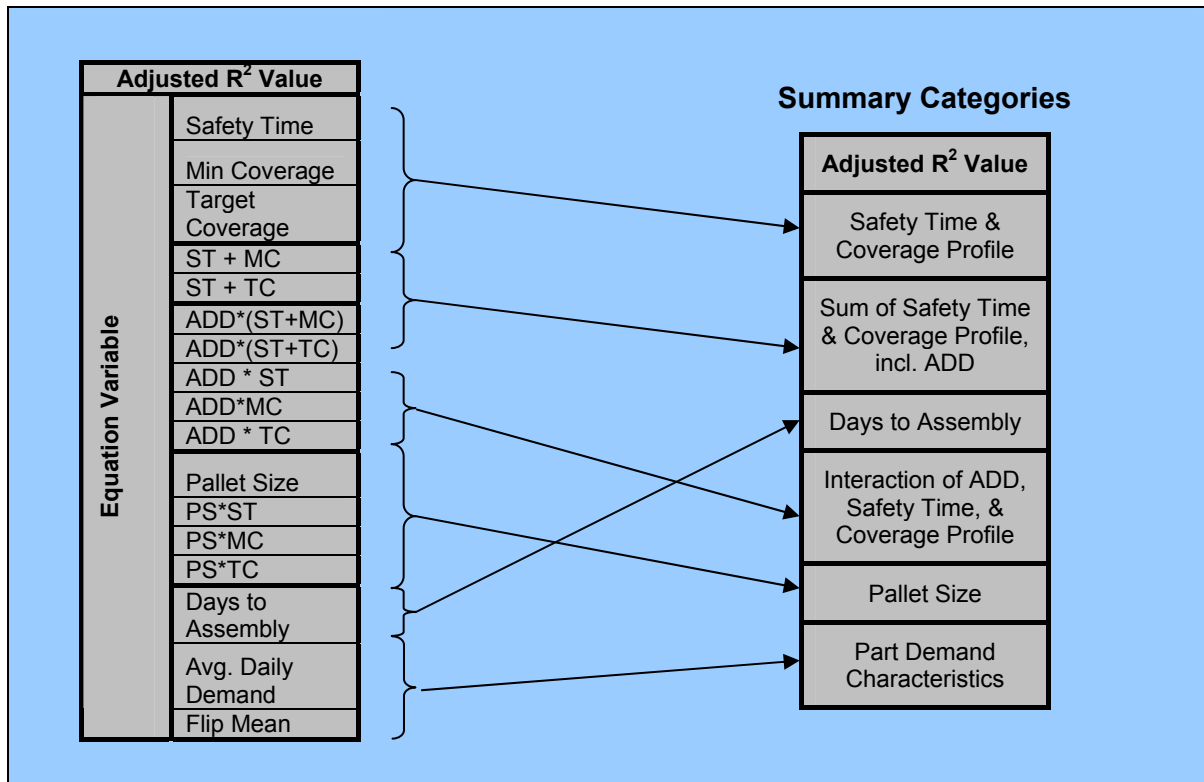 Adjusted R² Value
Equation Variable
Safety Time
Min Coverage
Target
Coverage
ST + MC
ST + TC
ADD*(ST+MC)
ADD*(ST+TC)
ADD * ST
ADD*MC
ADD * TC
Pallet Size
PS*ST
PS*MC
PS*TC
Days to
Assembly
Avg. Daily
Demand
Flip Mean
Summary Categories
Adjusted R² Value
Safety Time &
Coverage Profile
Sum of Safety Time
& Coverage Profile,
incl. ADD
Days to Assembly
Interaction of ADD,
Safety Time, &
Coverage Profile
Pallet Size
Part Demand
Characteristics